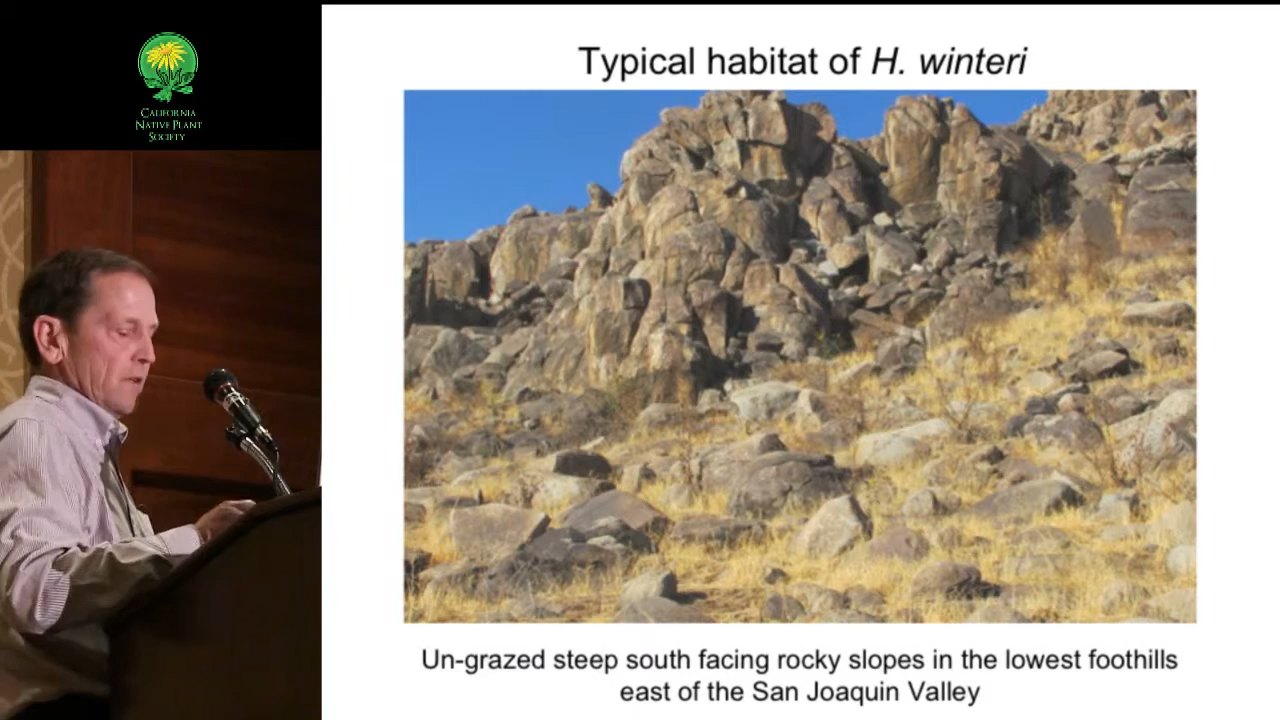 CALIFORNIA
NATIVE PLANT
SOCIETY
Typical habitat of H. winteri
Un-grazed steep south facing rocky slopes in the lowest foothills
east of the San Joaquin Valley